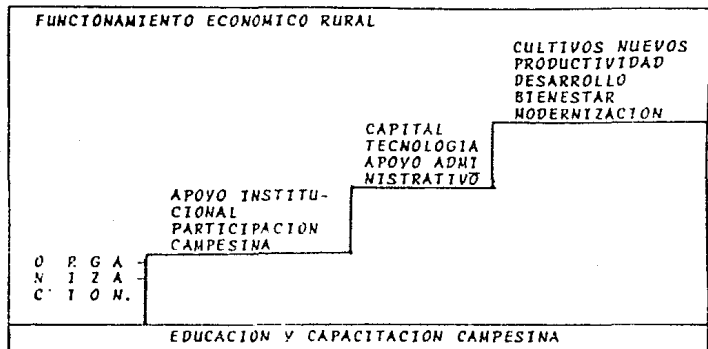 FUNCIONAMIENTO ECONOMICO RURAL
CULTIVOS NUEVOS
PRODUCTIVIDAD
DESARROLLO
BIENESTAR
MODERNIZACION
CAPITAL
TECNOLOGIA
APOYO ADMI
NISTRATIVO
APOYO INSTITU-
CIONAL
PARTICIPACION
CAMPESINA
O R G A -
N I Z A -
C I O N.
EDUCACION Y CAPACITACION CAMPESINA